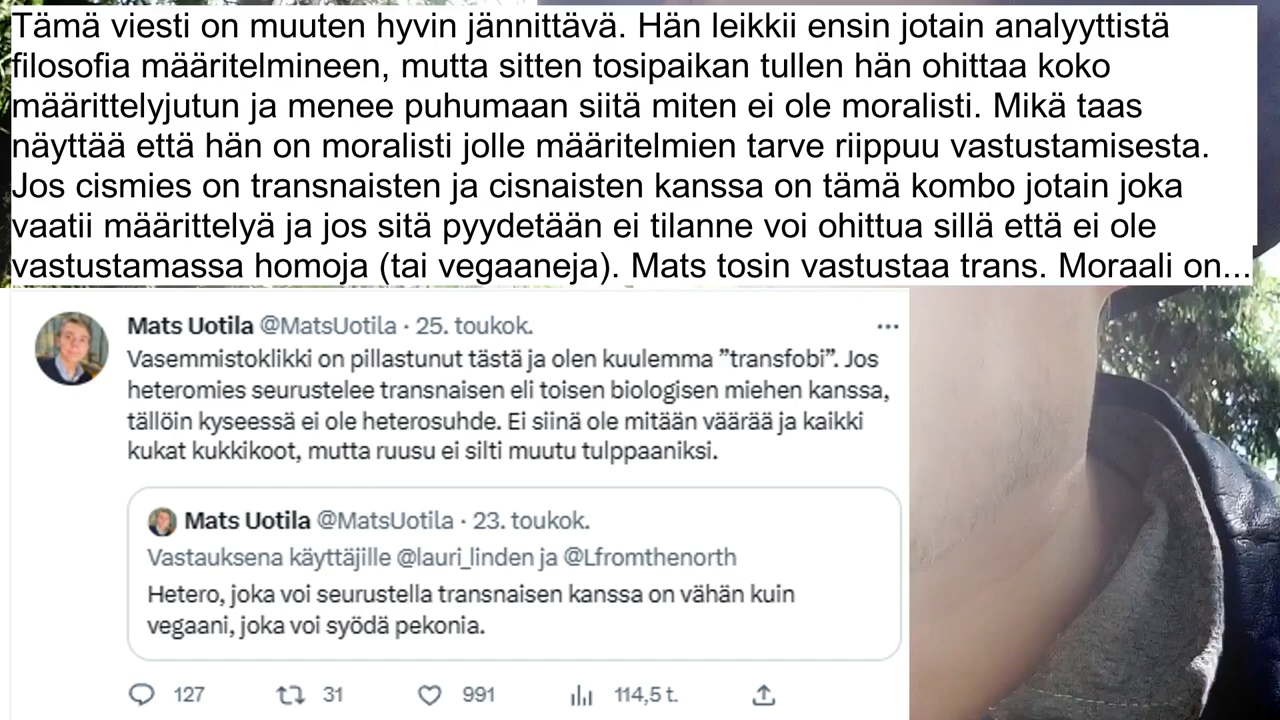 Tämä viesti on muuten hyvin jännittävä. Hän leikkii ensin jotain analyyttistä
filosofia määritelmineen, mutta sitten tosipaikan tullen hän ohittaa koko
määrittelyjutun ja menee puhumaan siitä miten ei ole moralisti. Mikä taas
näyttää että hän on moralisti jolle määritelmien tarve riippuu vastustamisesta.
Jos cismies on transnaisten ja cisnaisten kanssa on tämä kombo jotain joka
vaatii määrittelyä ja jos sitä pyydetään ei tilanne voi ohittua sillä että ei ole
vastustamassa homoja (tai vegaaneja). Mats tosin vastustaa trans. Moraali on...
Mats Uotila @MatsUotila · 25. toukok.
Vasemmistoklikki on pillastunut tästä ja olen kuulemma ”transfobi”. Jos
heteromies seurustelee transnaisen eli toisen biologisen miehen kanssa,
tällöin kyseessä ei ole heterosuhde. Ei siinä ole mitään väärää ja kaikki
kukat kukkikoot, mutta ruusu ei silti muutu tulppaaniksi.
Mats Uotila @MatsUotila · 23. toukok.
Vastauksena käyttäjille @lauri_linden ja @Lfromthenorth
Hetero, joka voi seurustella transnaisen kanssa on vähän kuin
vegaani, joka voi syödä pekonia.
127 31 991 114,5 t.